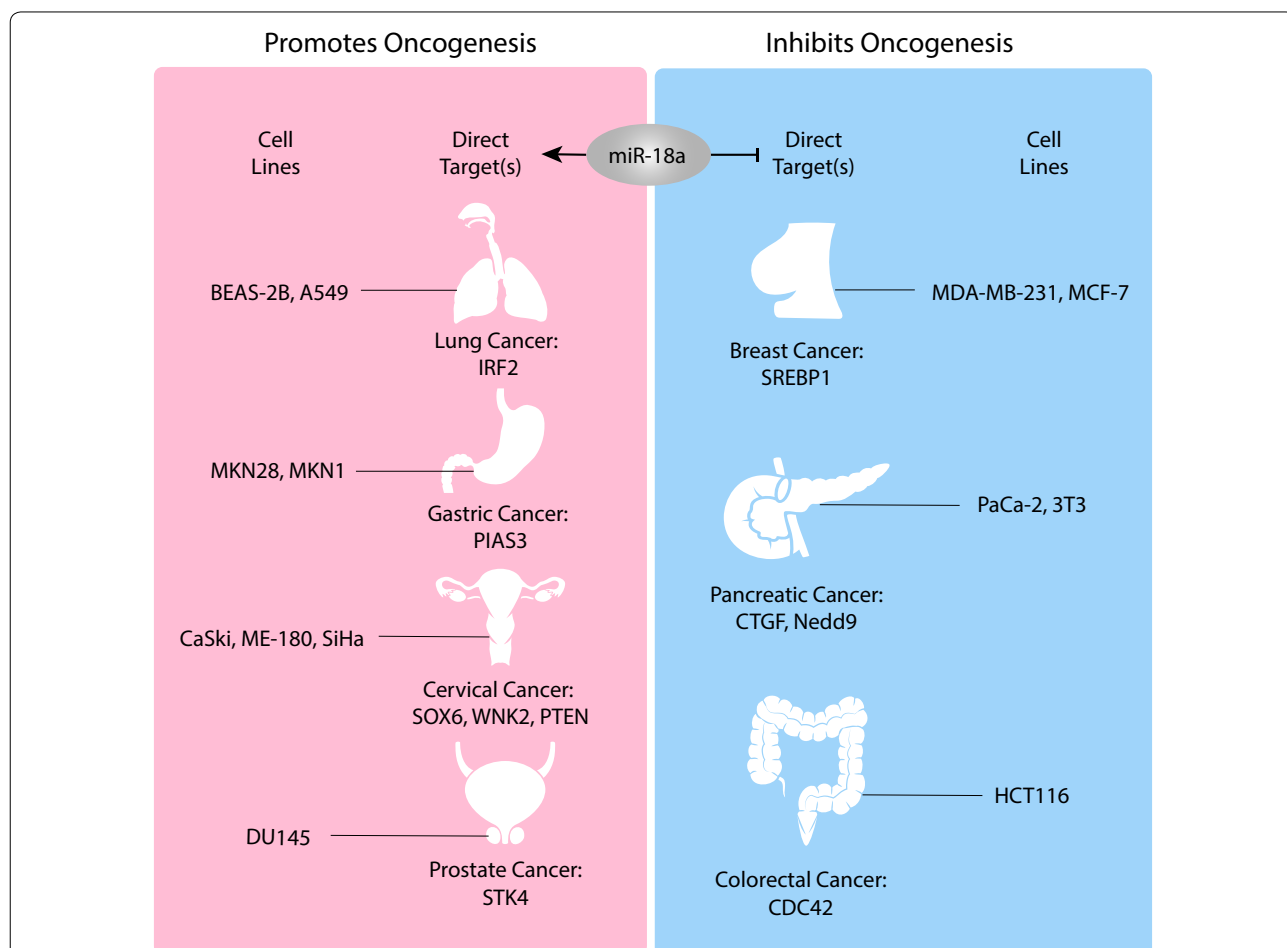 Promotes Oncogenesis
Inhibits Oncogenesis
Cell
Lines
Direct
Target(s)
miR-18a
Direct
Target(s)
Cell
Lines
BEAS-2B, A549
Lung Cancer:
IRF2
MKN28, MKN1
Gastric Cancer:
PIAS3
CaSki, ME-180, SiHa
Cervical Cancer:
SOX6, WNK2, PTEN
DU145
Prostate Cancer:
STK4
MDA-MB-231, MCF-7
Breast Cancer:
SREBP1
PaCa-2, 3T3
Pancreatic Cancer:
CTGF, Nedd9
HCT116
Colorectal Cancer:
CDC42